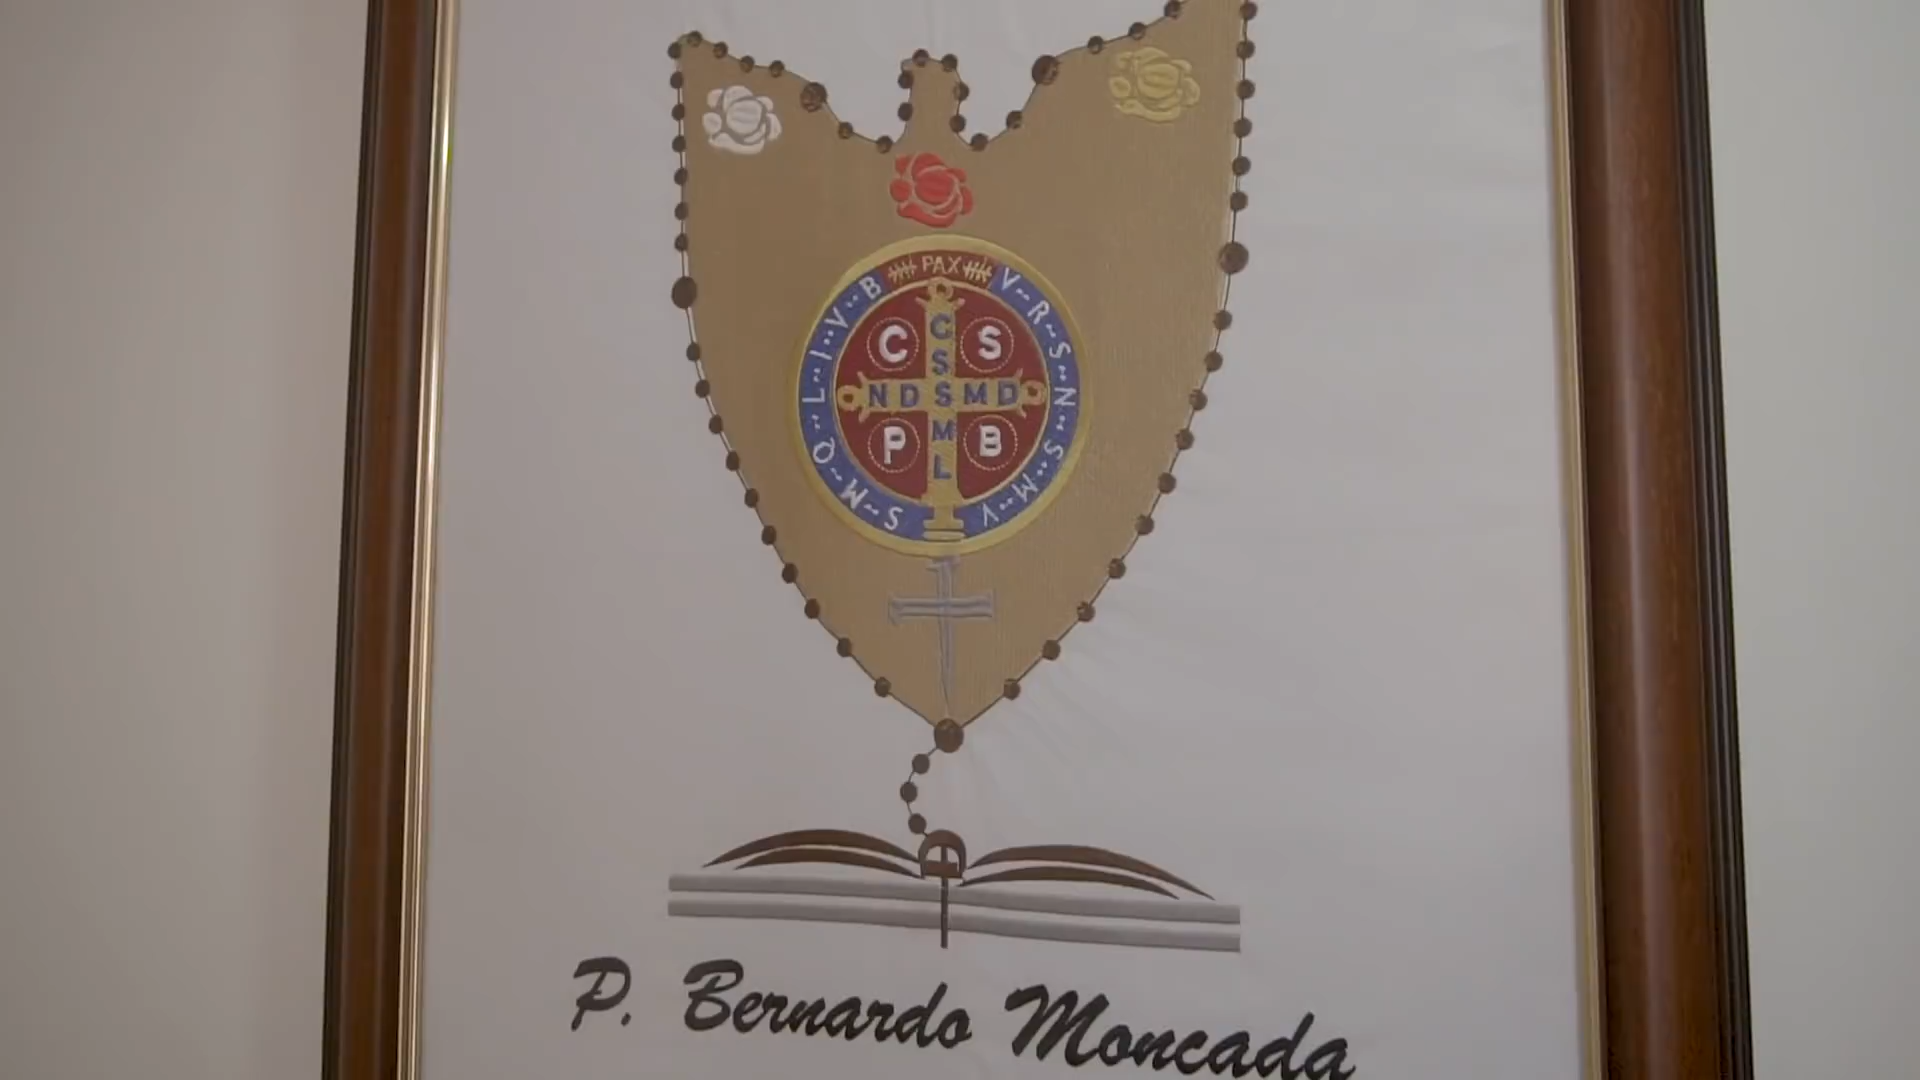 PAX
V R S N S M V
S M Q L I V B
C S
C S S M L
N D S M D
P B
P. Bernardo Moncada